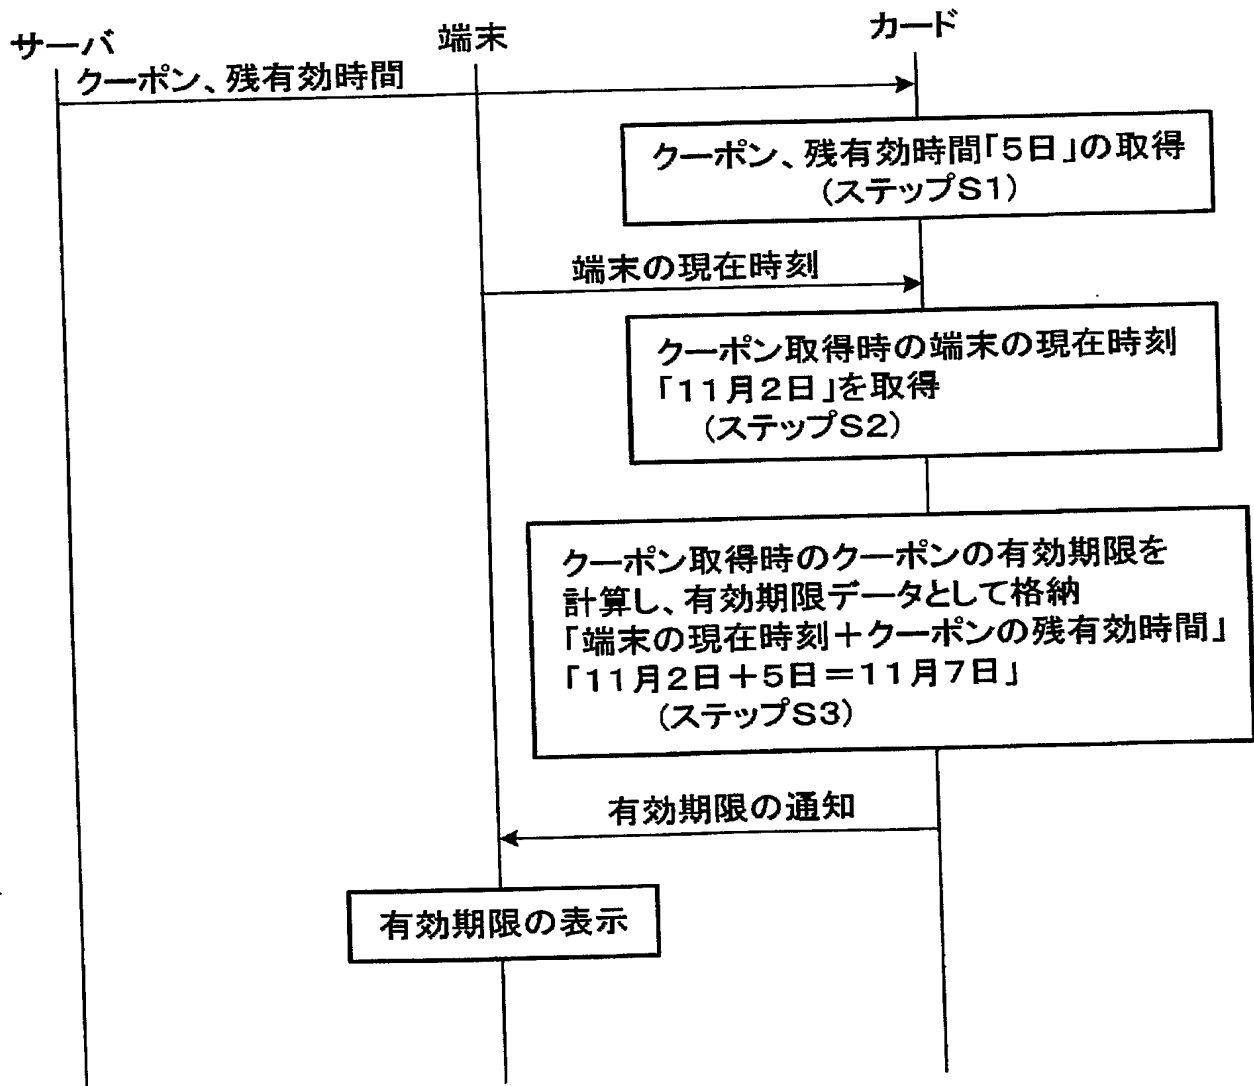 サーバ
端末
カード
クーポン、残有効時間
クーポン、残有効時間「5日」の取得
(ステップS1)
端末の現在時刻
クーポン取得時の端末の現在時刻
「11月2日」を取得
(ステップS2)
クーポン取得時のクーポンの有効期限を
計算し、有効期限データとして格納
「端末の現在時刻+クーポンの残有効時間」
「11月2日+5日=11月7日」
(ステップS3)
有効期限の通知
有効期限の表示